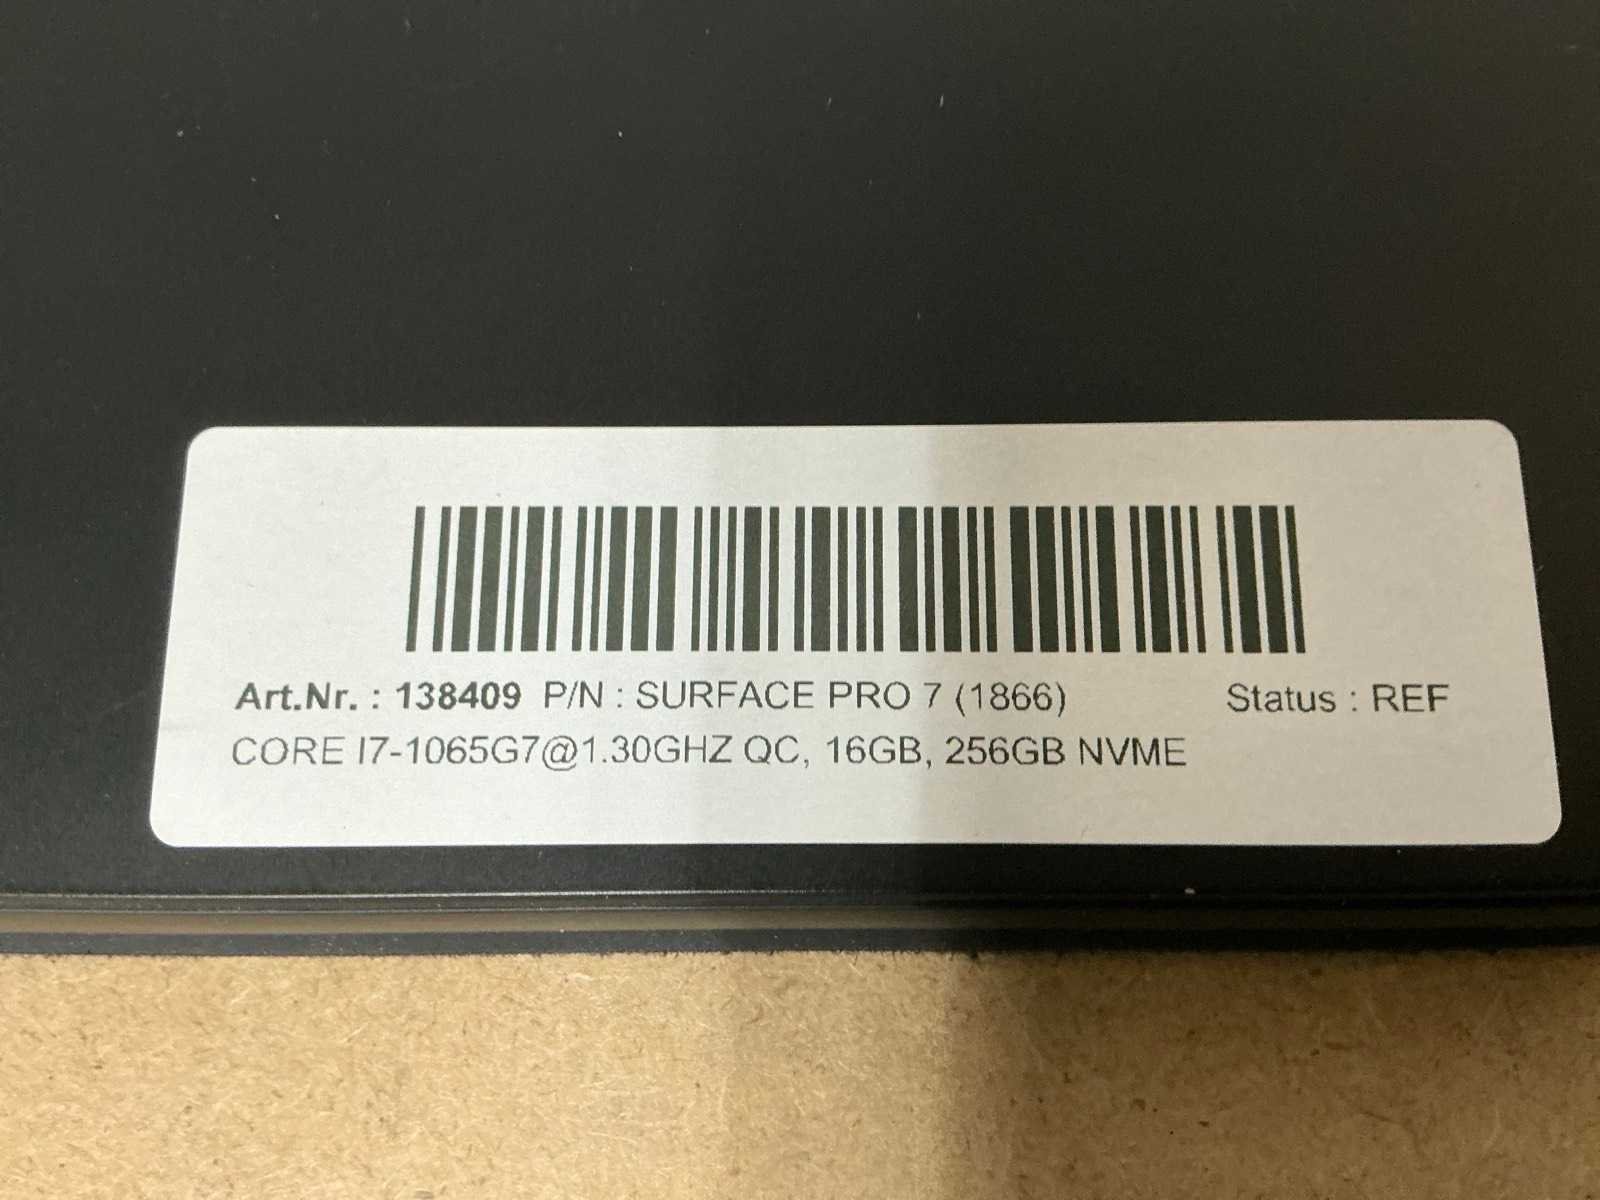 Art.Nr. : 138409 P/N : SURFACE PRO 7 (1866) Status : REF
CORE I7-1065G7@1.30GHZ QC, 16GB, 256GB NVME